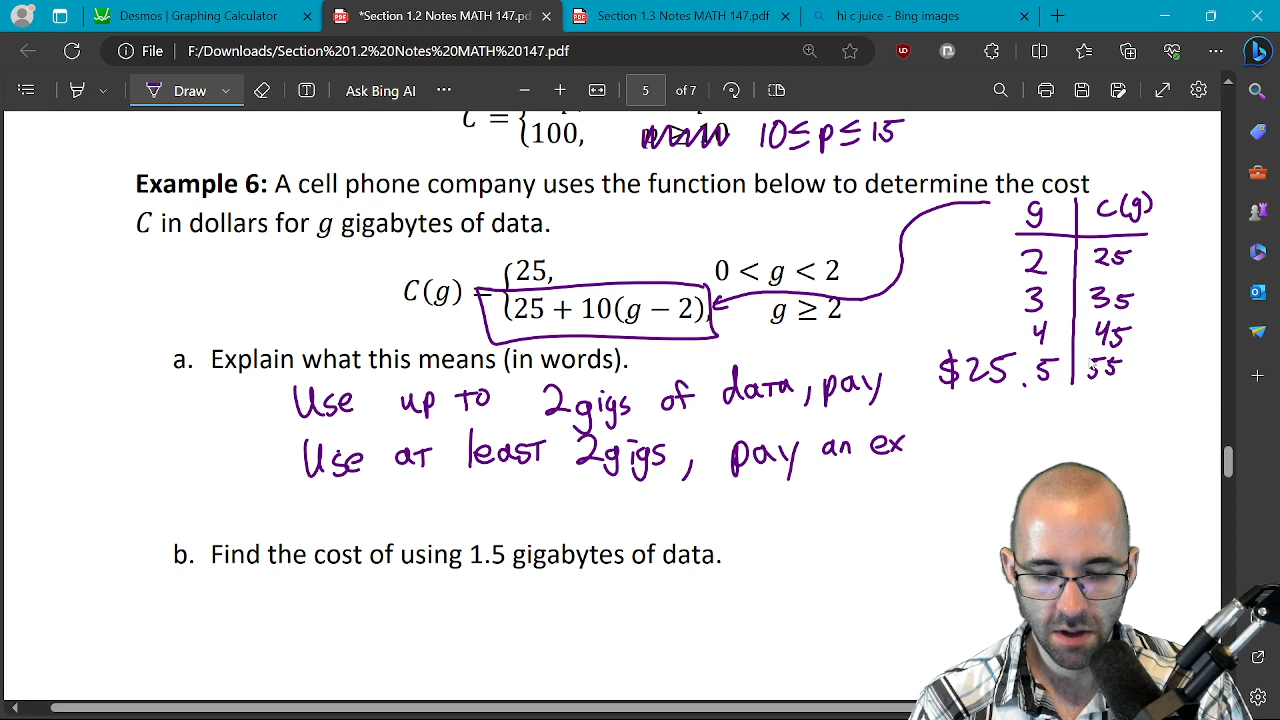 Desmos | Graphing Calculator
*Section 1.2 Notes MATH 147.pd
Section 1.3 Notes MATH 147.pdf
hi c juice - Bing images
File F:/Downloads/Section%201.2%20Notes%20MATH%20147.pdf
Draw Ask Bing AI 5 of 7
C = {100, 10≤p≤15
Example 6: A cell phone company uses the function below to determine the cost
C in dollars for g gigabytes of data.
g C(g)
2 25
3 35
4 45
5 55
C(g) = {25, 0 < g < 2
25 + 10(g − 2), g ≥ 2
a. Explain what this means (in words).
Use up to 2gigs of data, pay $25.
Use at least 2gigs, pay an ex
b. Find the cost of using 1.5 gigabytes of data.